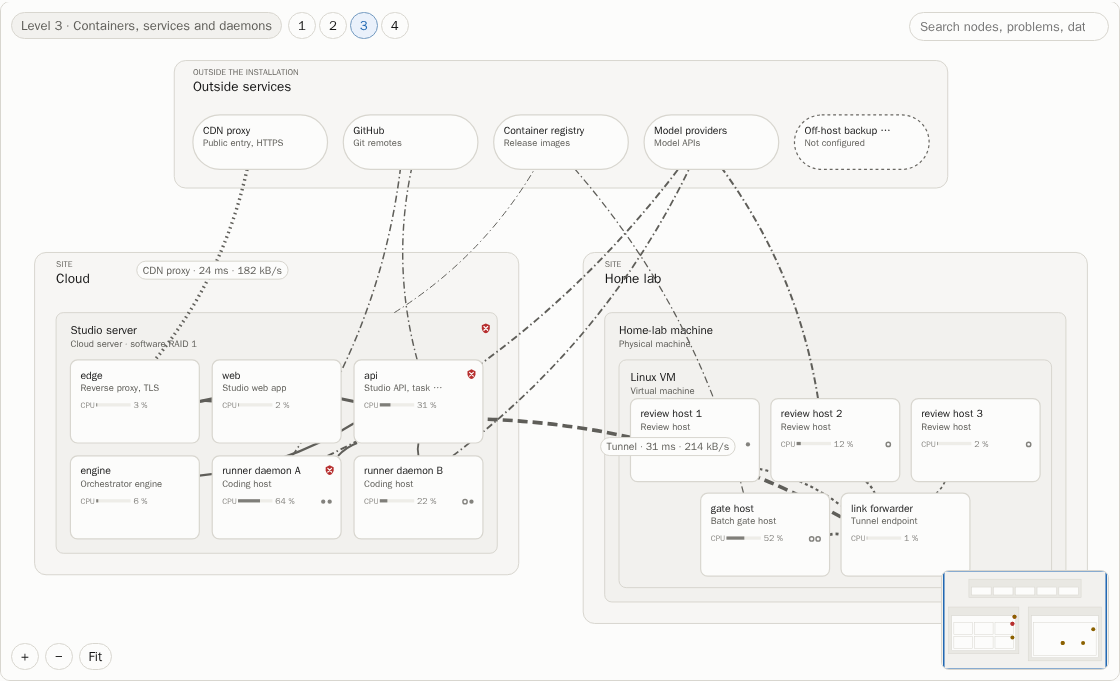 Level 3 · Containers, services and daemons
1
2
3
4
Search nodes, problems, dat
OUTSIDE THE INSTALLATION
Outside services
CDN proxy
Public entry, HTTPS
GitHub
Git remotes
Container registry
Release images
Model providers
Model APIs
Off-host backup ···
Not configured
SITE
Cloud
CDN proxy · 24 ms · 182 kB/s
Studio server
Cloud server · software RAID 1
edge
Reverse proxy, TLS
CPU 3 %
web
Studio web app
CPU 2 %
api
Studio API, task ···
CPU 31 %
engine
Orchestrator engine
CPU 6 %
runner daemon A
Coding host
CPU 64 %
runner daemon B
Coding host
CPU 22 %
SITE
Home lab
Home-lab machine
Physical machine
Linux VM
Virtual machine
review host 1
Review host
Tunnel · 31 ms · 214 kB/s
review host 2
Review host
CPU 12 %
review host 3
Review host
CPU 2 %
gate host
Batch gate host
CPU 52 %
link forwarder
Tunnel endpoint
CPU 1 %
+
−
Fit